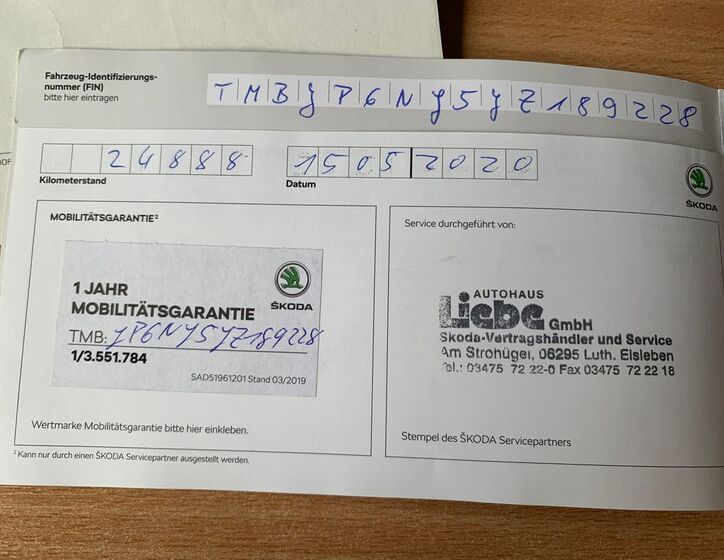 Fahrzeug-Identifizierungs-
nummer (FIN)
bitte hier eintragen
TMBJP6NJ5JZ189228
24888
Kilometerstand
15052020
Datum
ŠKODA
MOBILITÄTSGARANTIE²
1 JAHR
MOBILITÄTSGARANTIE
ŠKODA
TMB: JP6NJ5JZ189228
1/3.551.784
SAD51961201 Stand 03/2019
Wertmarke Mobilitätsgarantie bitte hier einkleben.
² Kann nur durch einen ŠKODA Servicepartner ausgestellt werden.
Service durchgeführt von:
AUTOHAUS
Liebe GmbH
Skoda-Vertragshändler und Service
Am Strohügel, 06295 Luth. Eisleben
Tel.: 03475 72 22-0 Fax 03475 72 22 18
Stempel des ŠKODA Servicepartners